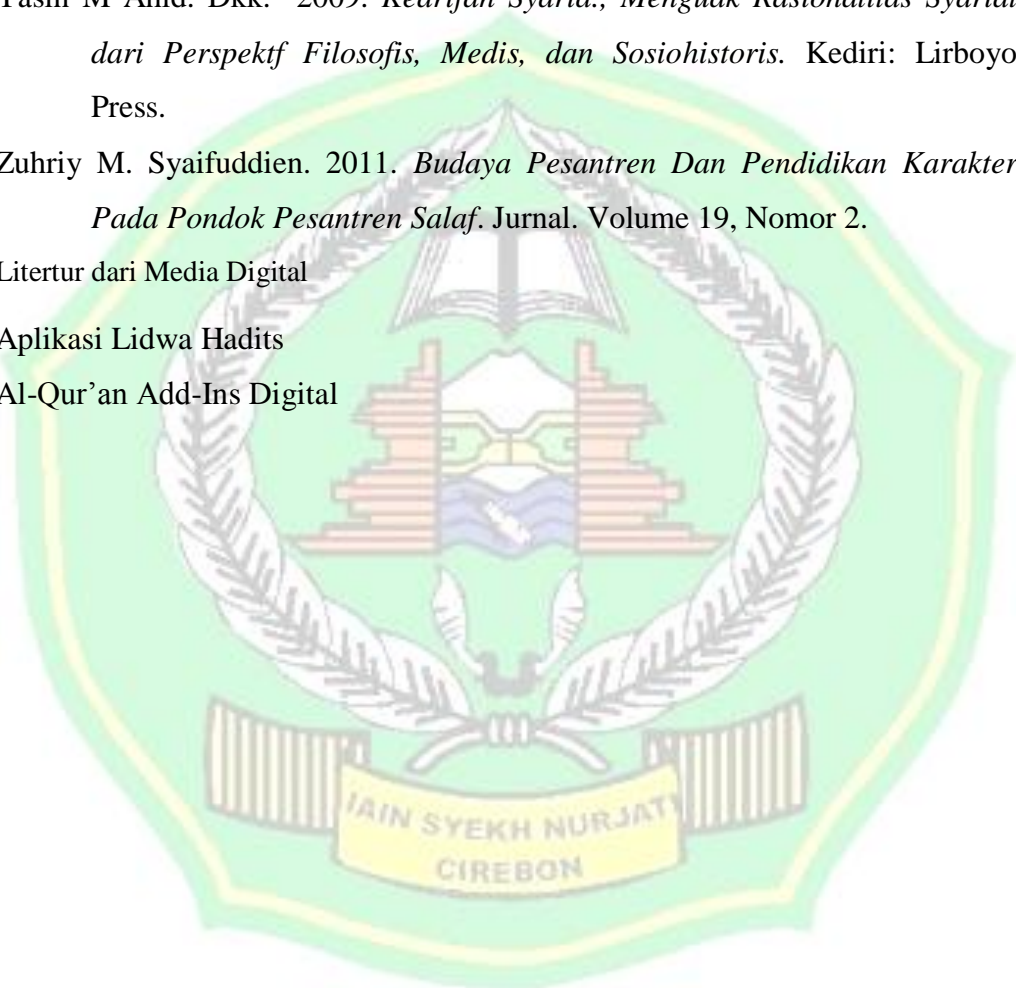 Yasin M Ahid. Dkk. 2009. Kearifan Syaria., Menguak Rasionalitas Syariah
dari Perspektf Filosofis, Medis, dan Sosiohistoris. Kediri: Lirboyo
Press.
Zuhriy M. Syaifuddien. 2011. Budaya Pesantren Dan Pendidikan Karakter
Pada Pondok Pesantren Salaf. Jurnal. Volume 19, Nomor 2.
Litertur dari Media Digital
Aplikasi Lidwa Hadits
Al-Qur’an Add-Ins Digital
IAIN SYEKH NURJATI
CIREBON